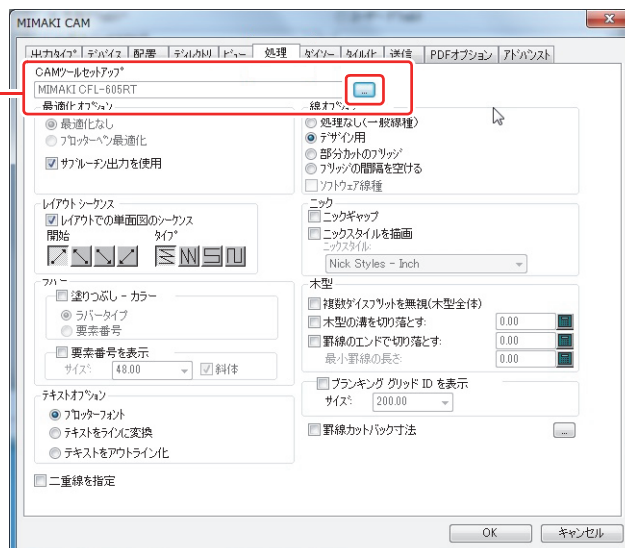 MIMAKI CAM
出力タイプ デバイス 配置 ディレクトリ ビュー 処理 ダイソー タイルイト 送信 PDFオプション アドバンスト
CAMツールセットアップ
MIMAKI CFL-605RT
...
最適化オプション
最適化なし
プロッターペン最適化
サブルーチン出力を使用
線オプション
処理なし(一般線種)
デザイン用
部分カットのブリッジ
ブリッジの間隔を空ける
ソフトウェア線種
レイアウト シーケンス
レイアウトでの単面図のシーケンス
開始 タイプ
ニック
ニックギャップ
ニックスタイルを描画
ニックスタイル:
Nick Styles - Inch
ラバー
塗りつぶし - カラー
ラバータイプ
要素番号
要素番号を表示
サイズ: 48.00 斜体
木型
複数ダイスプリットを無視(木型全体)
木型の溝を切り落とす: 0.00
罫線のエンドで切り落とす: 0.00
最小罫線の長さ: 0.00
テキストオプション
プロッターフォント
テキストをラインに変換
テキストをアウトライン化
ブランキング グリッド ID を表示
サイズ: 200.00
罫線カットバック寸法 ...
二重線を指定
OK キャンセル